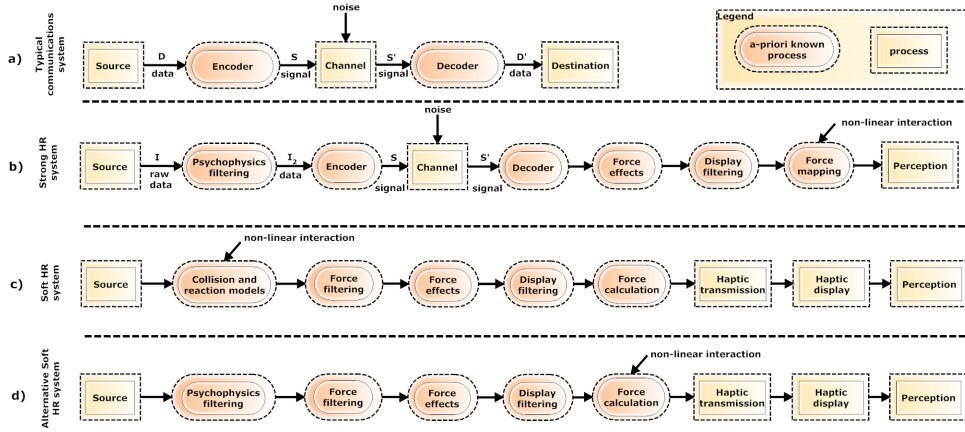 noise
Legend
a)
Typical
communications
system
Source
D
data
Encoder
S
signal
Channel
S'
signal
Decoder
D'
data
Destination
a-priori known
process
process
noise
non-linear interaction
b)
Strong HR
system
Source
I
raw
data
Psychophysics
filtering
I2
data
Encoder
S
signal
Channel
S'
signal
Decoder
Force
effects
Display
filtering
Force
mapping
Perception
non-linear interaction
c)
Soft HR
system
Source
Collision and
reaction models
Force
filtering
Force
effects
Display
filtering
Force
calculation
Haptic
transmission
Haptic
display
Perception
non-linear interaction
d)
Alternative Soft
HR system
Source
Psychophysics
filtering
Force
filtering
Force
effects
Display
filtering
Force
calculation
Haptic
transmission
Haptic
display
Perception